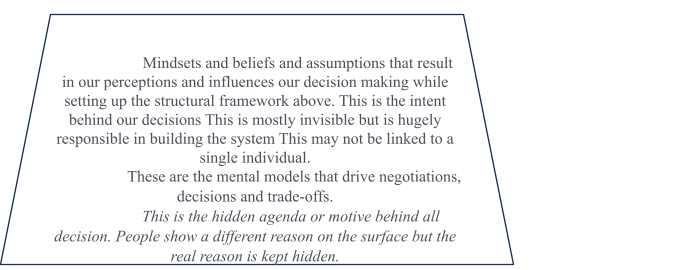 Mindsets and beliefs and assumptions that result
in our perceptions and influences our decision making while
setting up the structural framework above. This is the intent
behind our decisions This is mostly invisible but is hugely
responsible in building the system This may not be linked to a
single individual.
These are the mental models that drive negotiations,
decisions and trade-offs.
This is the hidden agenda or motive behind all
decision. People show a different reason on the surface but the
real reason is kept hidden.